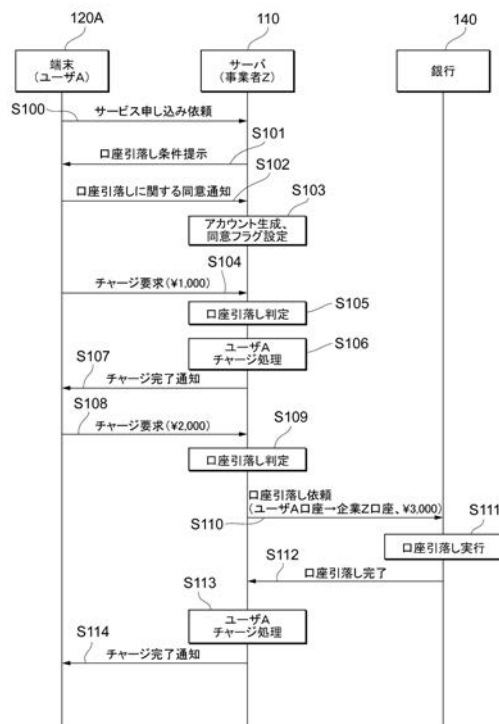 120A
110
140
端末
(ユーザA)
サーバ
(事業者Z)
銀行
S100
サービス申し込み依頼
S101
口座引落し条件提示
S102
口座引落しに関する同意通知
S103
アカウント生成、
同意フラグ設定
S104
チャージ要求(¥1,000)
S105
口座引落し判定
ユーザA
チャージ処理
S106
S107
チャージ完了通知
S108
チャージ要求(¥2,000)
S109
口座引落し判定
口座引落し依頼
(ユーザA口座→企業Z口座、¥3,000)
S110
S111
口座引落し実行
S112
口座引落し完了
S113
ユーザA
チャージ処理
S114
チャージ完了通知